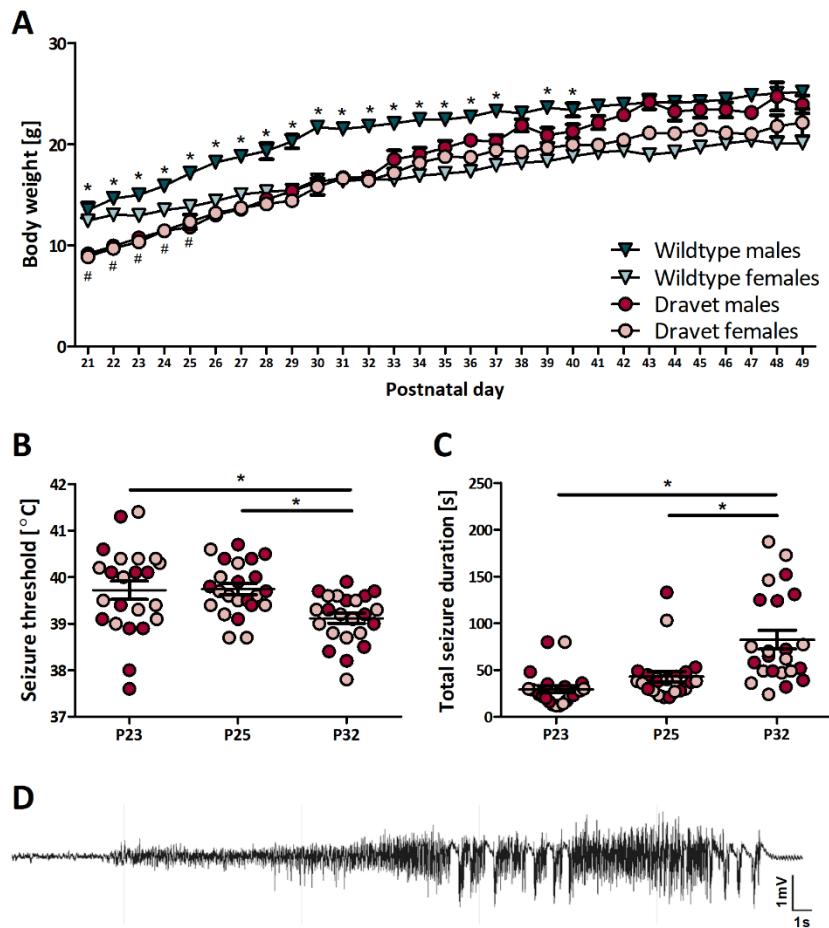 A
30
20
10
0
Body weight [g]
* * * * * * * * * * * * * * * * * * *
# # # # #
Wildtype males
Wildtype females
Dravet males
Dravet females
21 22 23 24 25 26 27 28 29 30 31 32 33 34 35 36 37 38 39 40 41 42 43 44 45 46 47 48 49
Postnatal day
B
42
41
40
39
38
37
Seizure threshold [°C]
*
*
P23 P25 P32
C
250
200
150
100
50
0
Total seizure duration [s]
*
*
P23 P25 P32
D
1mV
1s